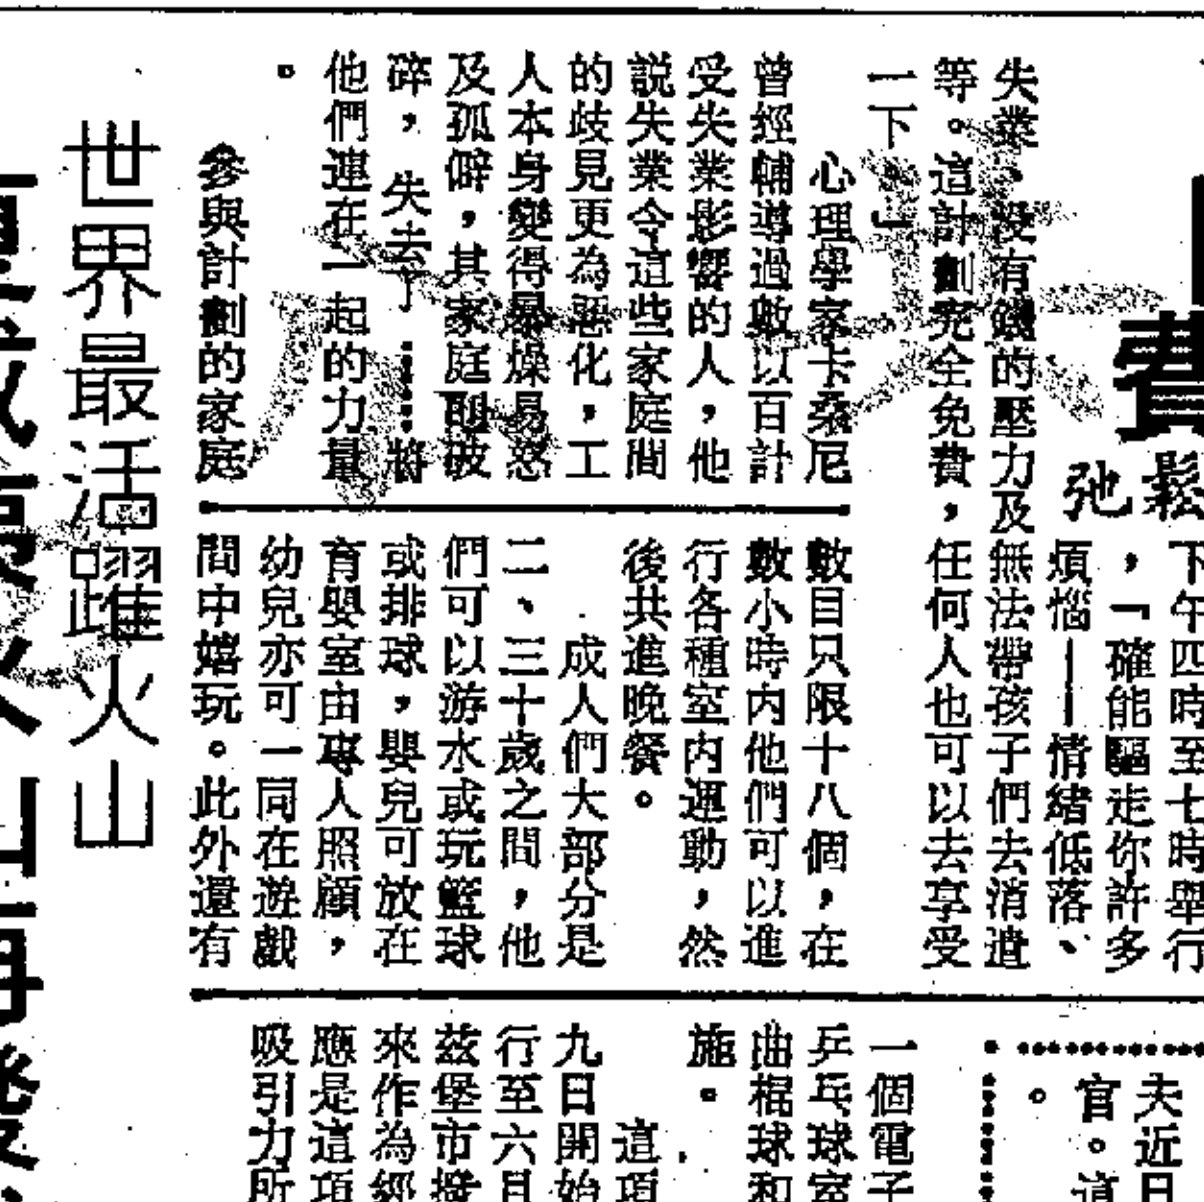 費
鬆
弛
下午四時至七時舉行
，「確能驅走你許多
煩惱——情緒低落、
失業、沒有錢的壓力及無法帶孩子們去消遣
等。這計劃完全免費，任何人也可以去享受
一下。」
心理學家卡桑尼
曾經輔導過數以百計
受失業影響的人，他
説失業令這些家庭間
的歧見更為惡化，工
人本身變得暴燥易怒
及孤僻，其家庭破
碎，失去了……將
他們連在一起的力量
。
參與計劃的家庭
數目只限十八個，在
數小時内他們可以進
行各種室内運動，然
後共進晚餐。
成人們大部分是
二、三十歲之間，他
們可以游水或玩籃球
或排球，嬰兒可放在
育嬰室由專人照顧，
幼兒亦可一同在遊戲
間中嬉玩。此外還有
一個電子
乒乓球室
曲棍球和
施。
這項
九日開始
行至六月
茲堡市撥
來作為經
應是這項
吸引力所
夫近日
官。這
。
世界最活躍火山
火山再發